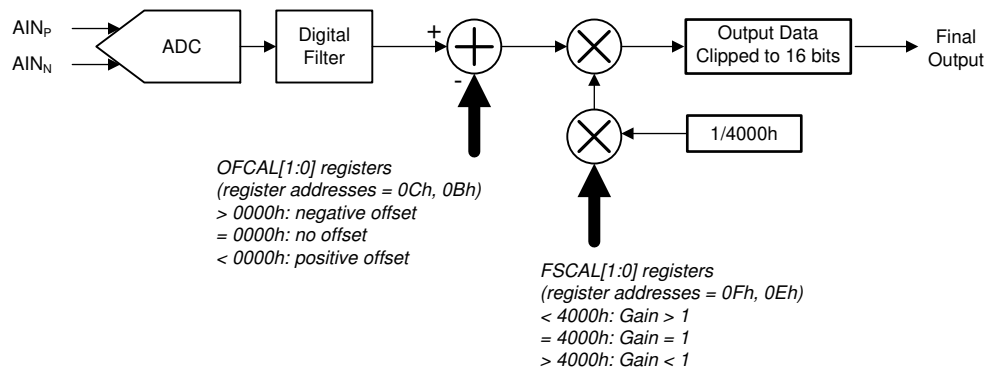 AINP
AINN
ADC
Digital
Filter
+
-
Output Data
Clipped to 16 bits
Final
Output
1/4000h
OFCAL[1:0] registers
(register addresses = 0Ch, 0Bh)
> 0000h: negative offset
= 0000h: no offset
< 0000h: positive offset
FSCAL[1:0] registers
(register addresses = 0Fh, 0Eh)
< 4000h: Gain > 1
= 4000h: Gain = 1
> 4000h: Gain < 1